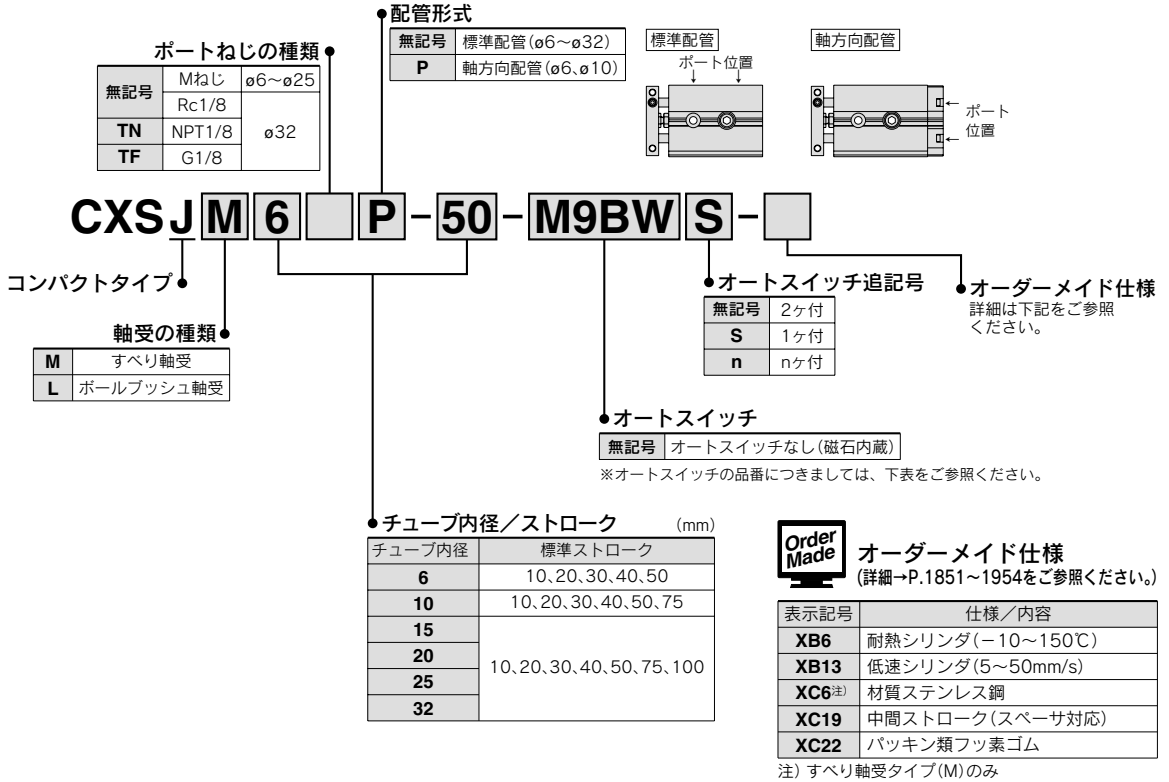 配管形式
無記号 標準配管(ø6～ø32)
P 軸方向配管(ø6、ø10)
標準配管
ポート位置
軸方向配管
ポート
位置
ポートねじの種類
無記号 Mねじ ø6～ø25
Rc1/8
TN NPT1/8 ø32
TF G1/8
CXSJM6 P-50-M9BWS-
コンパクトタイプ
軸受の種類
M すべり軸受
L ボールブッシュ軸受
オートスイッチ追記号
無記号 2ヶ付
S 1ヶ付
n nヶ付
オーダーメイド仕様
詳細は下記をご参照
ください。
オートスイッチ
無記号 オートスイッチなし(磁石内蔵)
※オートスイッチの品番につきましては、下表をご参照ください。
チューブ内径／ストローク (mm)
チューブ内径 標準ストローク
6 10、20、30、40、50
10 10、20、30、40、50、75
15
20
10、20、30、40、50、75、100
25
32
Order
Made
オーダーメイド仕様
(詳細→P.1851～1954をご参照ください。)
表示記号 仕様／内容
XB6 耐熱シリンダ(－10～150℃)
XB13 低速シリンダ(5～50mm/s)
XC6注) 材質ステンレス鋼
XC19 中間ストローク(スペーサ対応)
XC22 パッキン類フッ素ゴム
注) すべり軸受タイプ(M)のみ